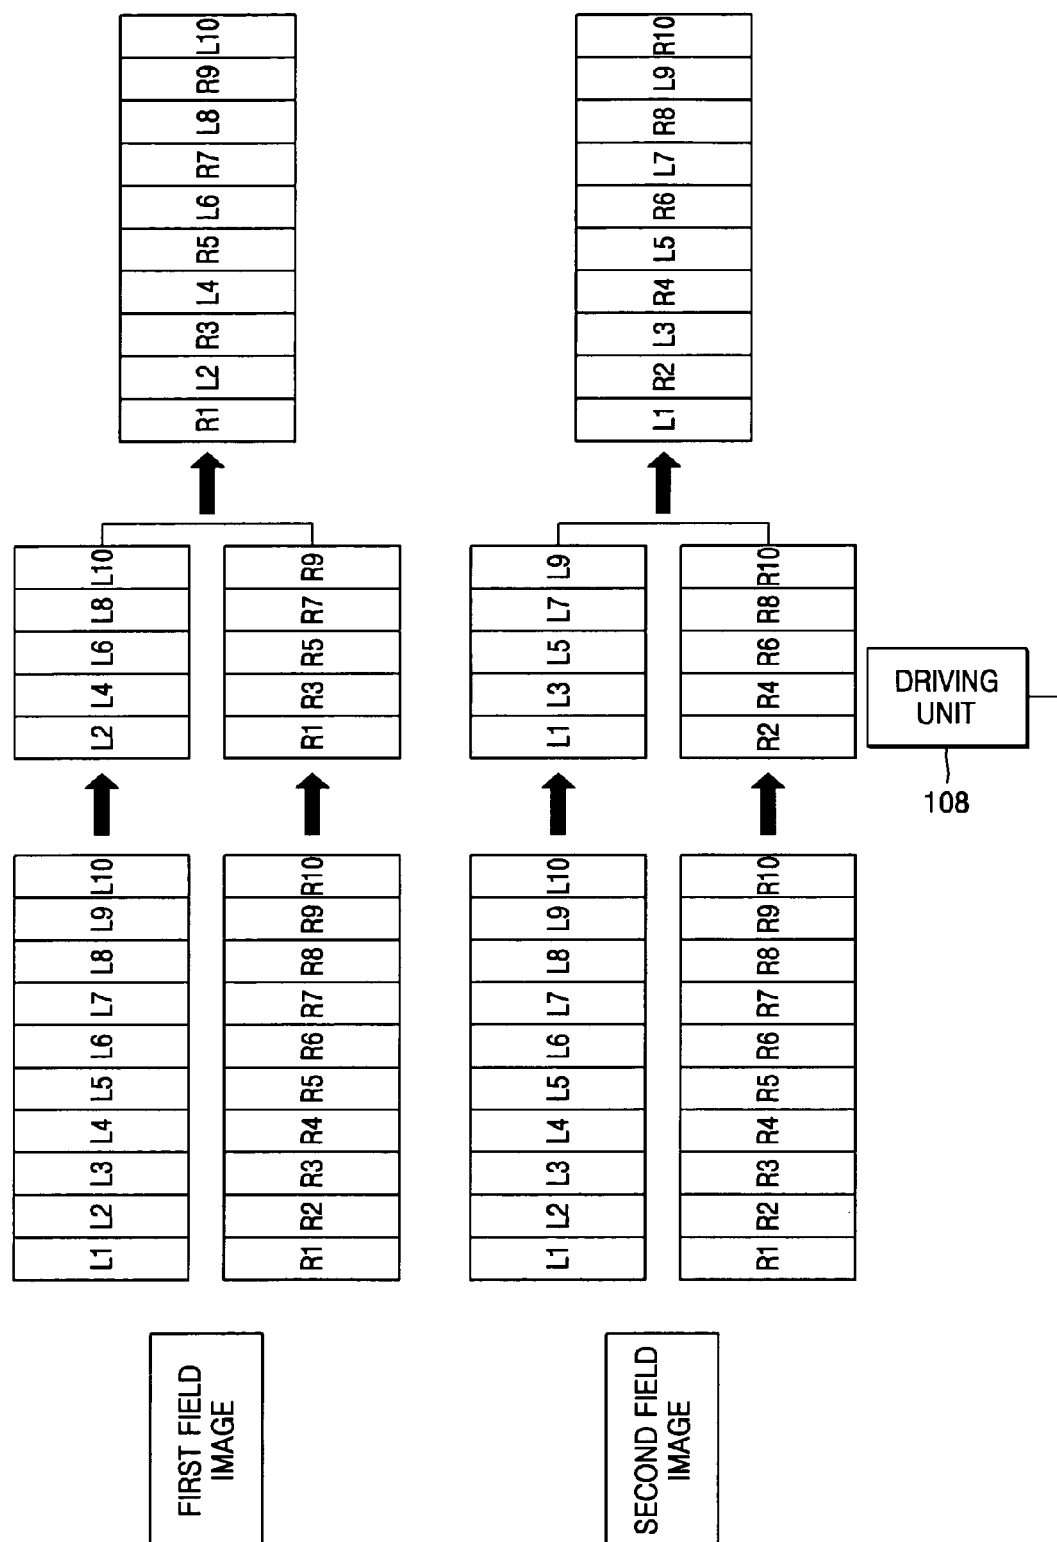 FIRST FIELD
IMAGE
L1 L2 L3 L4 L5 L6 L7 L8 L9 L10
R1 R2 R3 R4 R5 R6 R7 R8 R9 R10
L2 L4 L6 L8 L10
R1 R3 R5 R7 R9
R1 L2 R3 L4 R5 L6 R7 L8 R9 L10
SECOND FIELD
IMAGE
L1 L2 L3 L4 L5 L6 L7 L8 L9 L10
R1 R2 R3 R4 R5 R6 R7 R8 R9 R10
L1 L3 L5 L7 L9
R2 R4 R6 R8 R10
L1 R2 L3 R4 L5 R6 L7 R8 L9 R10
DRIVING
UNIT
108